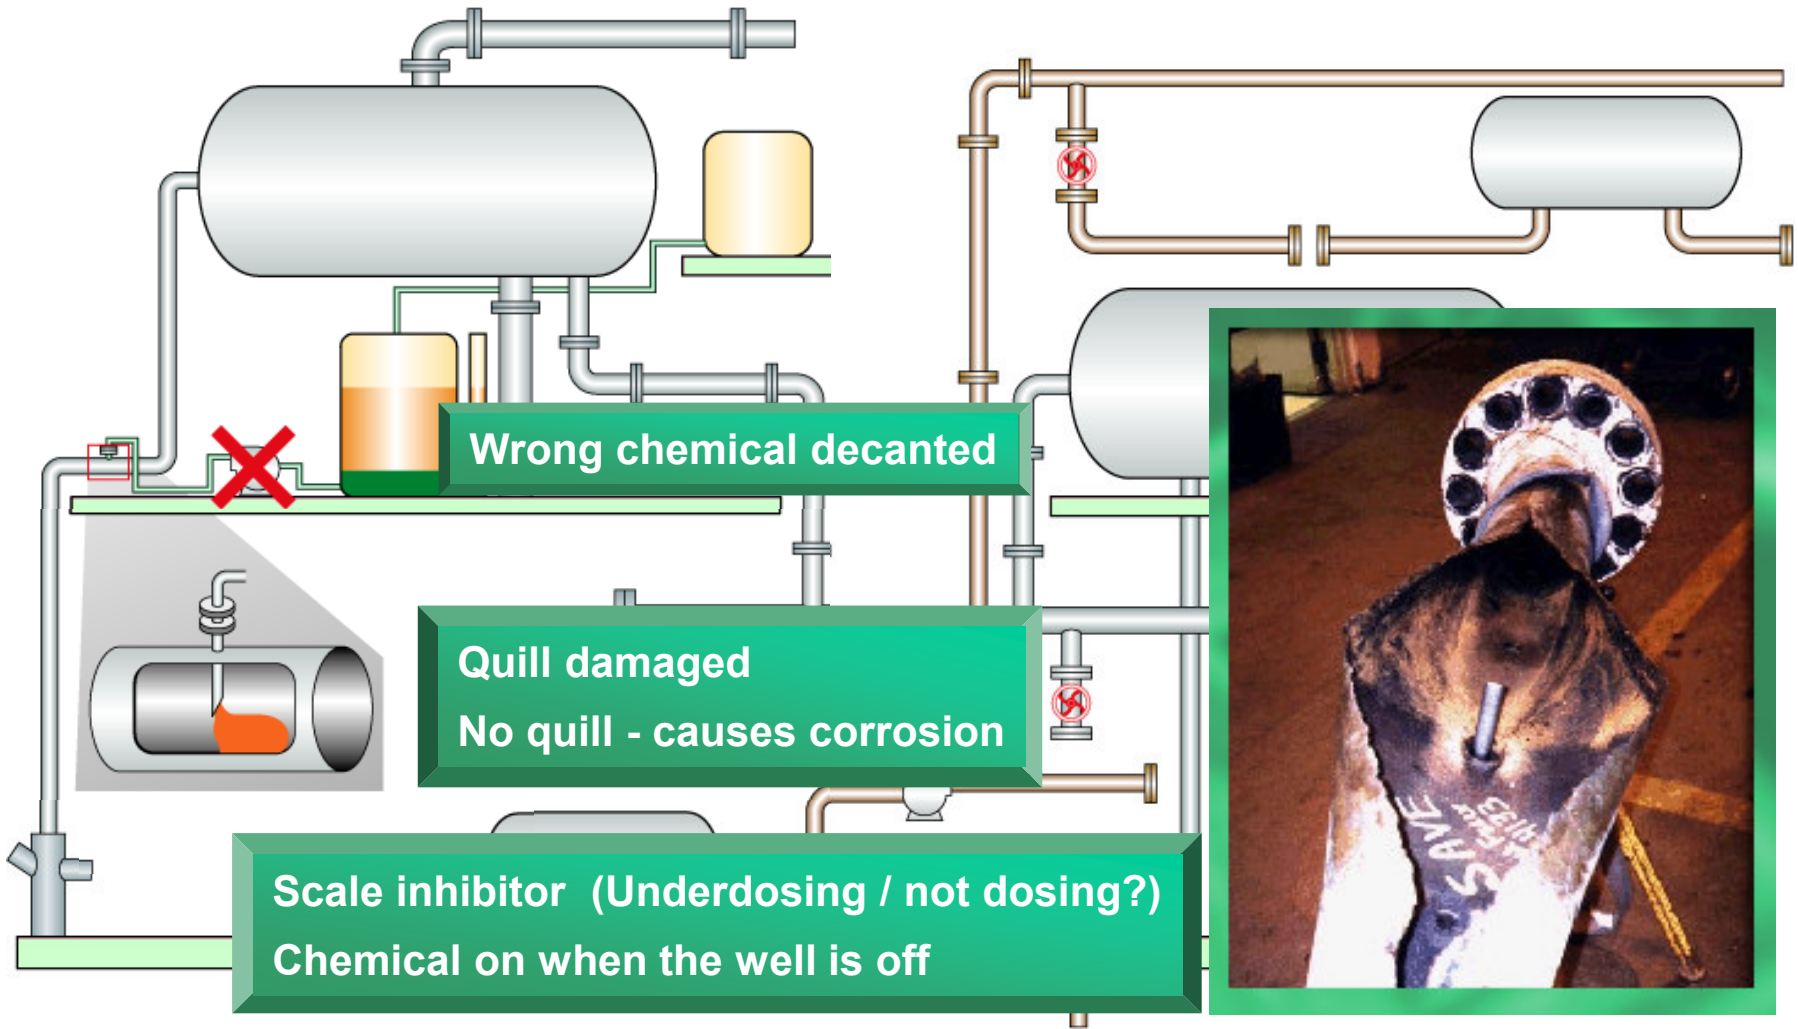 Wrong chemical decanted
Quill damaged
No quill - causes corrosion
Scale inhibitor (Underdosing / not dosing?)
Chemical on when the well is off
SAVE